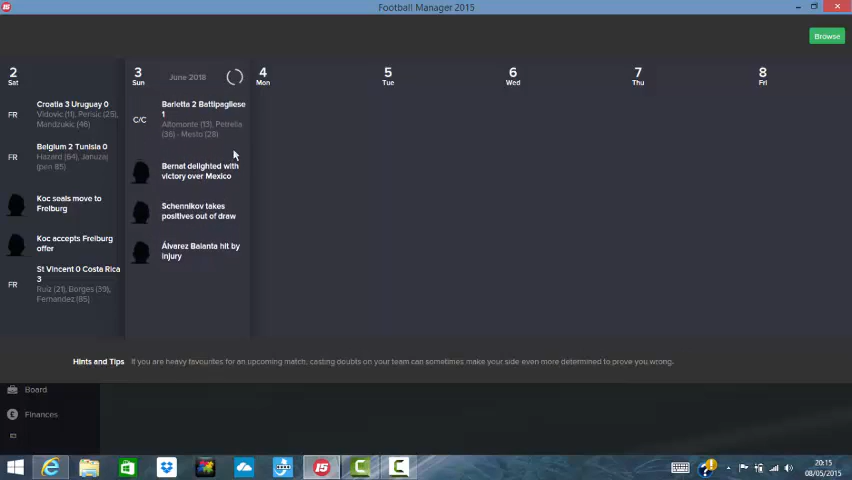 15
Football Manager 2015
Browse
2
Sat
3
Sun
June 2018
4
Mon
5
Tue
6
Wed
7
Thu
8
Fri
FR
Croatia 3 Uruguay 0
Vidovic (11), Perisic (25),
Mandzukic (46)
FR
Belgium 2 Tunisia 0
Hazard (64), Januzaj
(pen 85)
Koc seals move to
Freiburg
Koc accepts Freiburg
offer
FR
St Vincent 0 Costa Rica
3
Ruiz (21), Borges (39),
Fernandez (85)
C/C
Barletta 2 Battipagliese
1
Altomonte (13), Petrella
(36) - Mesto (28)
Bernat delighted with
victory over Mexico
Schennikov takes
positives out of draw
Álvarez Balanta hit by
injury
Hints and Tips If you are heavy favourites for an upcoming match, casting doubts on your team can sometimes make your side even more determined to prove you wrong.
Board
£ Finances
15
20:15
08/05/2015